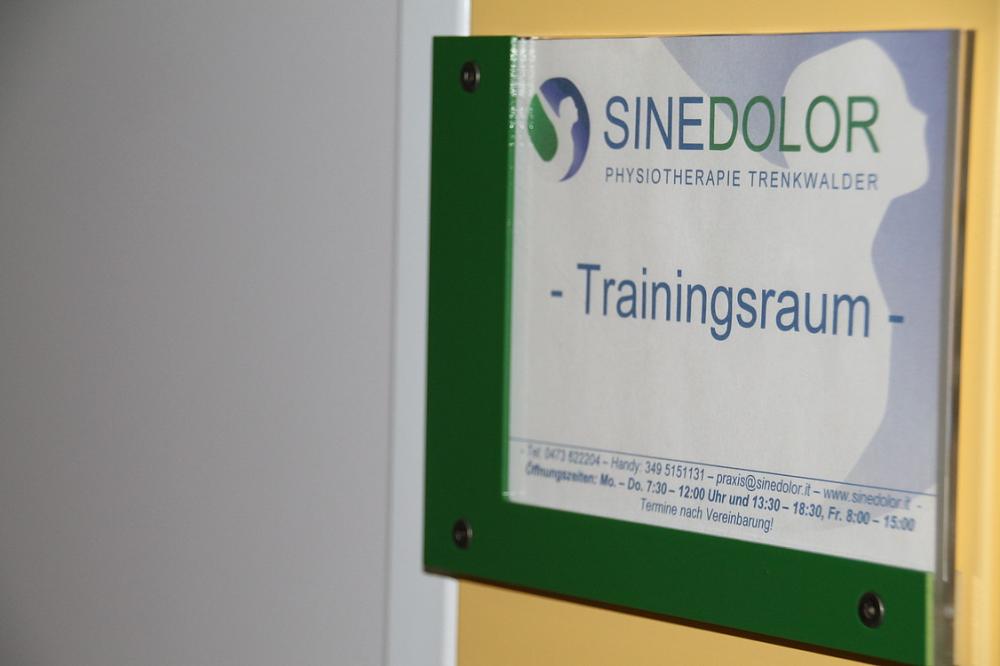 SINEDOLOR
PHYSIOTHERAPIE TRENKWALDER
- Trainingsraum -
- Tel. 0473 622204 – Handy: 349 5151131 – praxis@sinedolor.it – www.sinedolor.it -
Öffnungszeiten: Mo. – Do. 7:30 – 12:00 Uhr und 13:30 – 18:30, Fr. 8:00 – 15:00
Termine nach Vereinbarung!